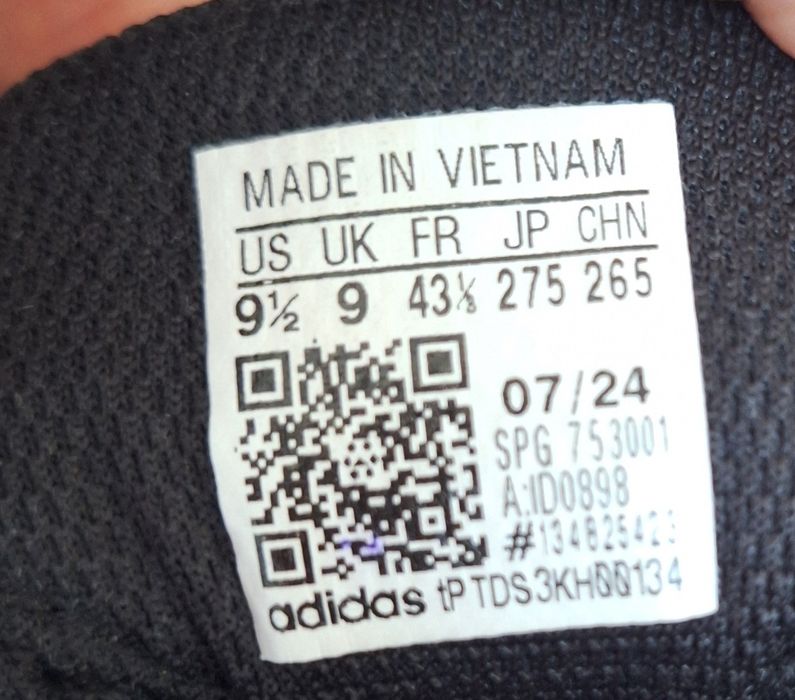 MADE IN VIETNAM
US UK FR JP CHN
9½ 9 43⅓ 275 265
07/24
SPG 753001
A:ID0898
adidas tPTDS3KH00134